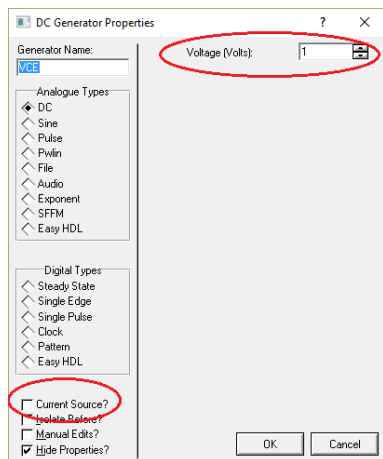 DC Generator Properties
? ×
Generator Name:
VCE
Analogue Types
DC
Sine
Pulse
Pwlin
File
Audio
Exponent
SFFM
Easy HDL
Digital Types
Steady State
Single Edge
Single Pulse
Clock
Pattern
Easy HDL
Current Source?
Isolate Before?
Manual Edits?
Hide Properties?
Voltage (Volts): 1
OK Cancel